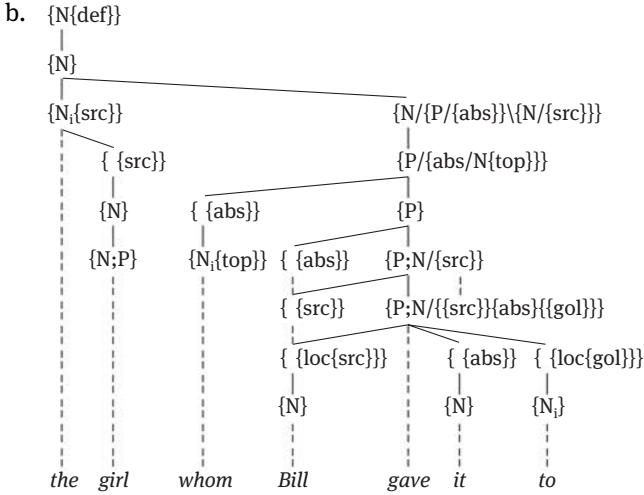 b. {N{def}}
{N}
{Nᵢ{src}} {N/{P/{abs}}\{N/{src}}}
{ {src}} {P/{abs/N{top}}}
{N} { {abs}} {P}
{N;P} {Nᵢ{top}} { {abs}} {P;N/{src}}
{ {src}} {P;N/{{src}}{abs}{{gol}}}
{ {loc{src}}} { {abs}} { {loc{gol}}}
{N} {N} {Nᵢ}
the girl whom Bill gave it to